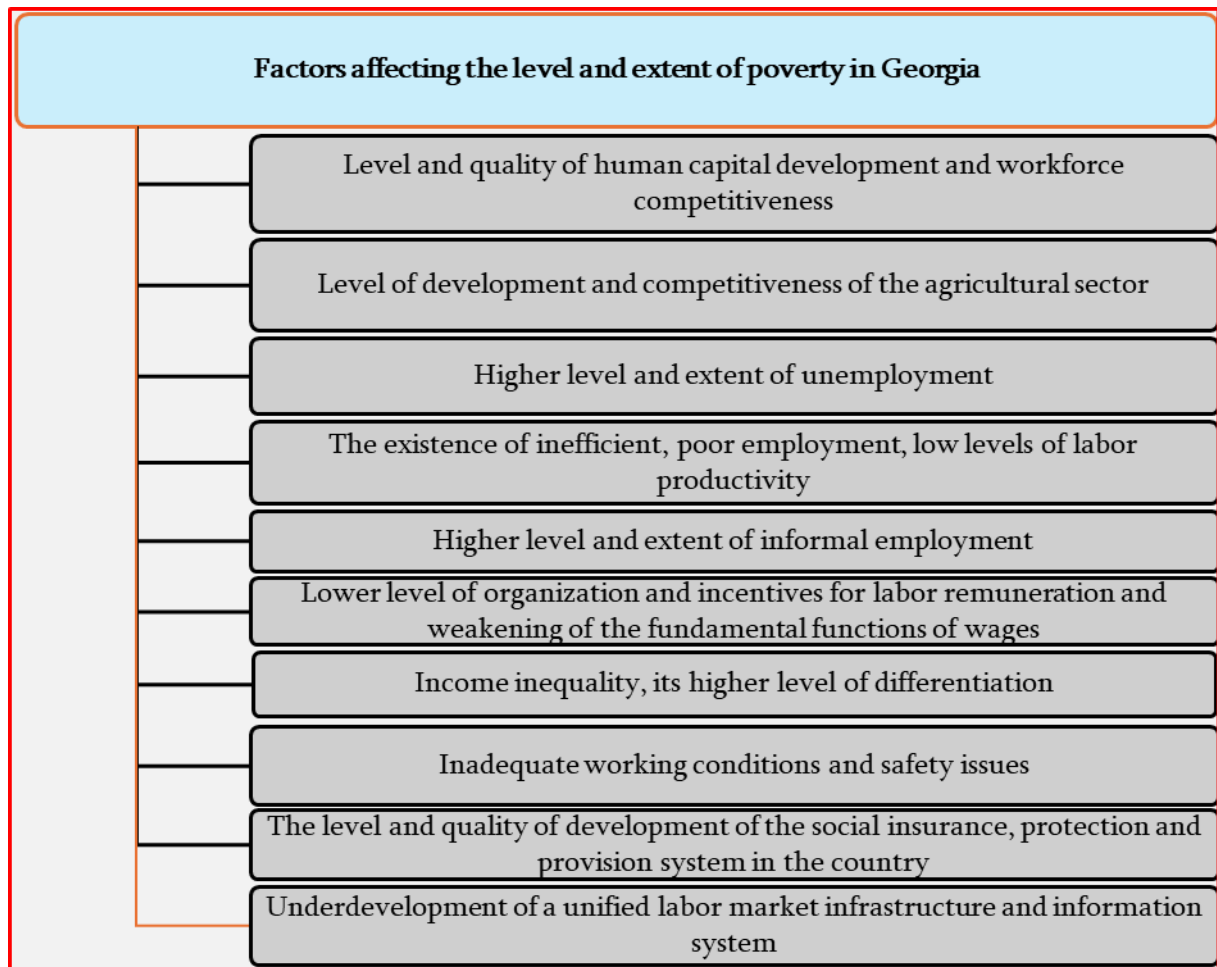 Factors affecting the level and extent of poverty in Georgia
Level and quality of human capital development and workforce
competitiveness
Level of development and competitiveness of the agricultural sector
Higher level and extent of unemployment
The existence of inefficient, poor employment, low levels of labor
productivity
Higher level and extent of informal employment
Lower level of organization and incentives for labor remuneration and
weakening of the fundamental functions of wages
Income inequality, its higher level of differentiation
Inadequate working conditions and safety issues
The level and quality of development of the social insurance, protection and
provision system in the country
Underdevelopment of a unified labor market infrastructure and information
system